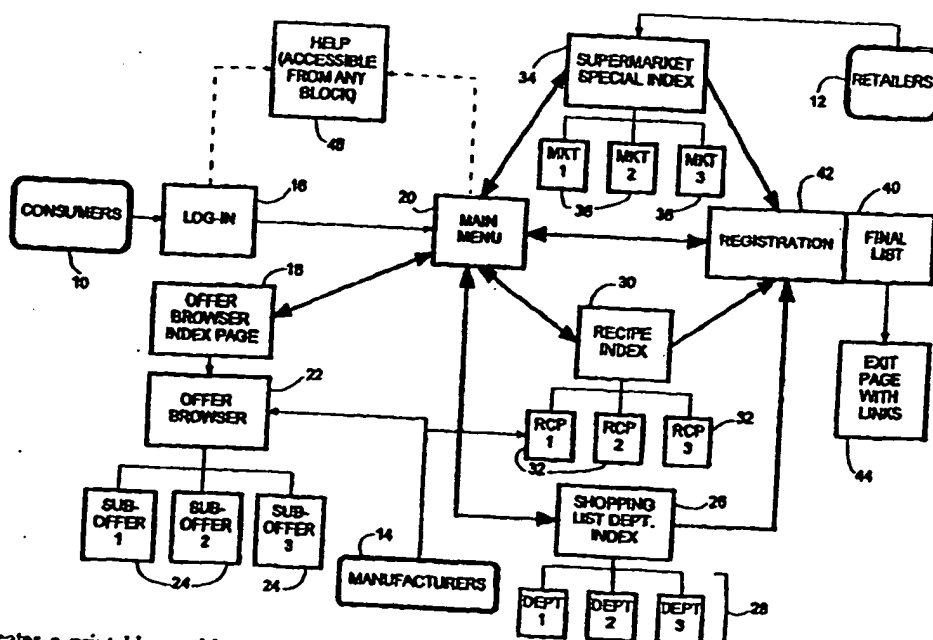 HELP
(ACCESSIBLE
FROM ANY
BLOCK)
48
34
SUPERMARKET
SPECIAL INDEX
12
RETAILERS
MKT
1
MKT
2
MKT
3
36
36
CONSUMERS
10
16
LOG-IN
20
MAIN
MENU
42
40
REGISTRATION
FINAL
LIST
18
OFFER
BROWSER
INDEX PAGE
30
RECIPE
INDEX
EXIT
PAGE
WITH
LINKS
44
22
OFFER
BROWSER
RCP
1
RCP
2
RCP
3
32
32
SUB-
OFFER
1
SUB-
OFFER
2
SUB-
OFFER
3
24
24
14
MANUFACTURERS
26
SHOPPING
LIST DEPT.
INDEX
DEPT
1
DEPT
2
DEPT
3
28